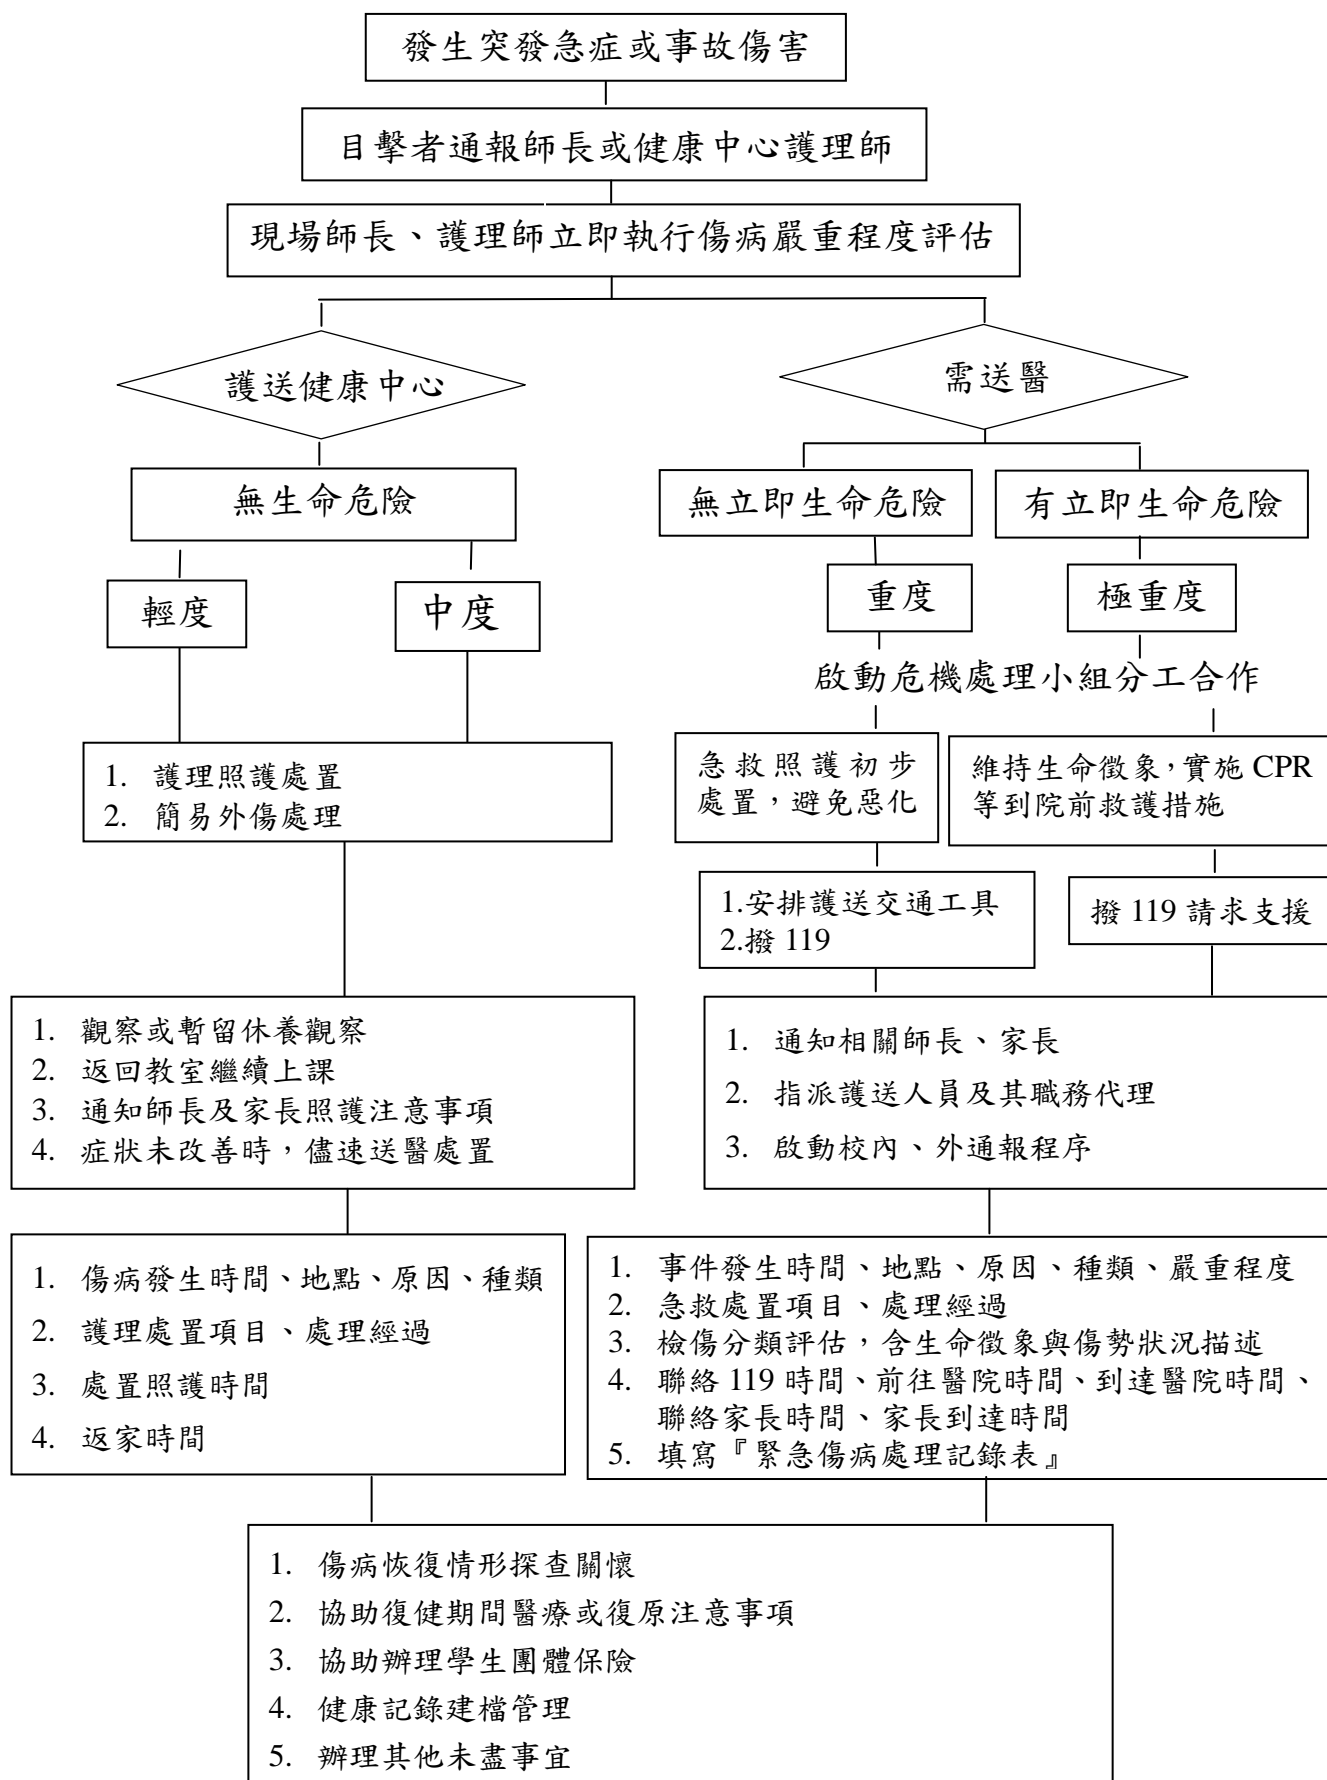 發生突發急症或事故傷害
目擊者通報師長或健康中心護理師
現場師長、護理師立即執行傷病嚴重程度評估
護送健康中心
需送醫
無生命危險
無立即生命危險
有立即生命危險
輕度
中度
重度
極重度
啟動危機處理小組分工合作
1. 護理照護處置
2. 簡易外傷處理
急救照護初步
處置，避免惡化
維持生命徵象，實施 CPR
等到院前救護措施
1.安排護送交通工具
2.撥 119
撥 119 請求支援
1. 觀察或暫留休養觀察
2. 返回教室繼續上課
3. 通知師長及家長照護注意事項
4. 症狀未改善時，儘速送醫處置
1. 通知相關師長、家長
2. 指派護送人員及其職務代理
3. 啟動校內、外通報程序
1. 傷病發生時間、地點、原因、種類
2. 護理處置項目、處理經過
3. 處置照護時間
4. 返家時間
1. 事件發生時間、地點、原因、種類、嚴重程度
2. 急救處置項目、處理經過
3. 檢傷分類評估，含生命徵象與傷勢狀況描述
4. 聯絡 119 時間、前往醫院時間、到達醫院時間、
聯絡家長時間、家長到達時間
5. 填寫『緊急傷病處理記錄表』
1. 傷病恢復情形探查關懷
2. 協助復健期間醫療或復原注意事項
3. 協助辦理學生團體保險
4. 健康記錄建檔管理
5. 辦理其他未盡事宜